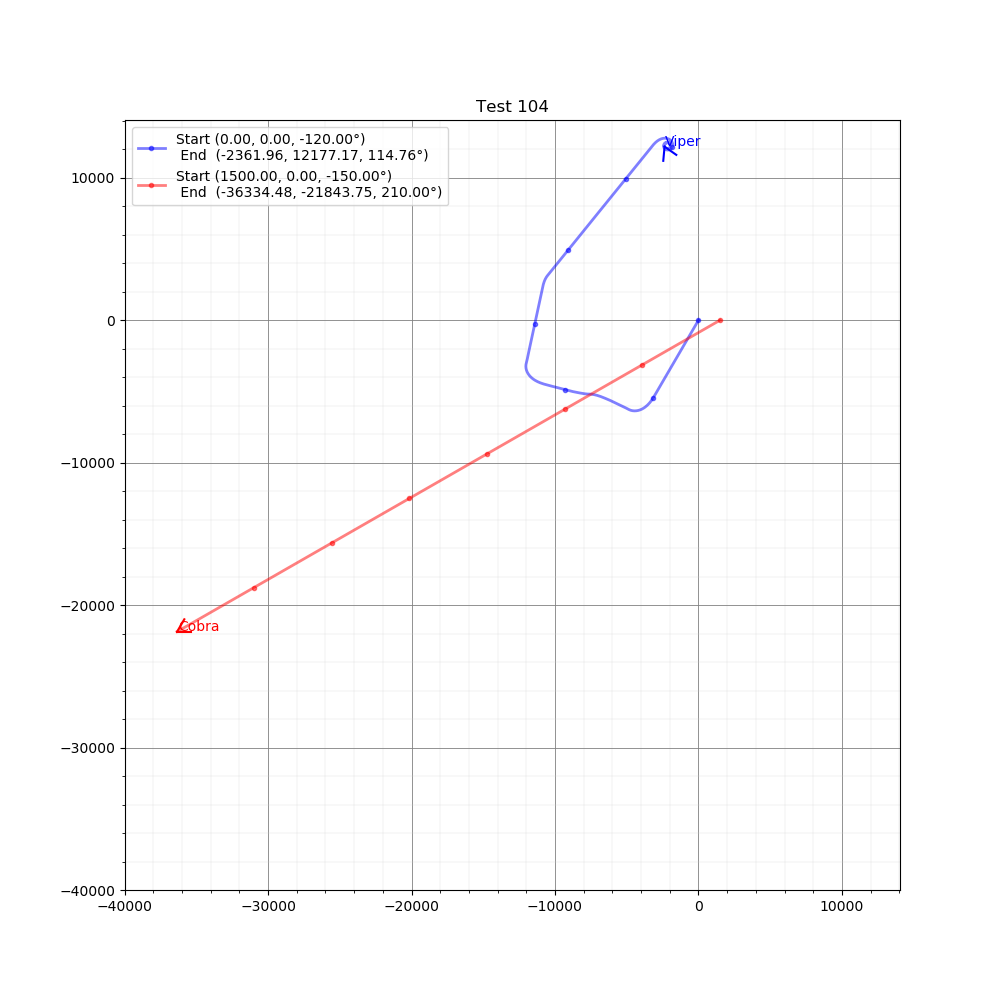 Test 104
Start (0.00, 0.00, -120.00°)
End (-2361.96, 12177.17, 114.76°)
Start (1500.00, 0.00, -150.00°)
End (-36334.48, -21843.75, 210.00°)
Viper
Cobra
10000
0
−10000
−20000
−30000
−40000
−40000 −30000 −20000 −10000 0 10000